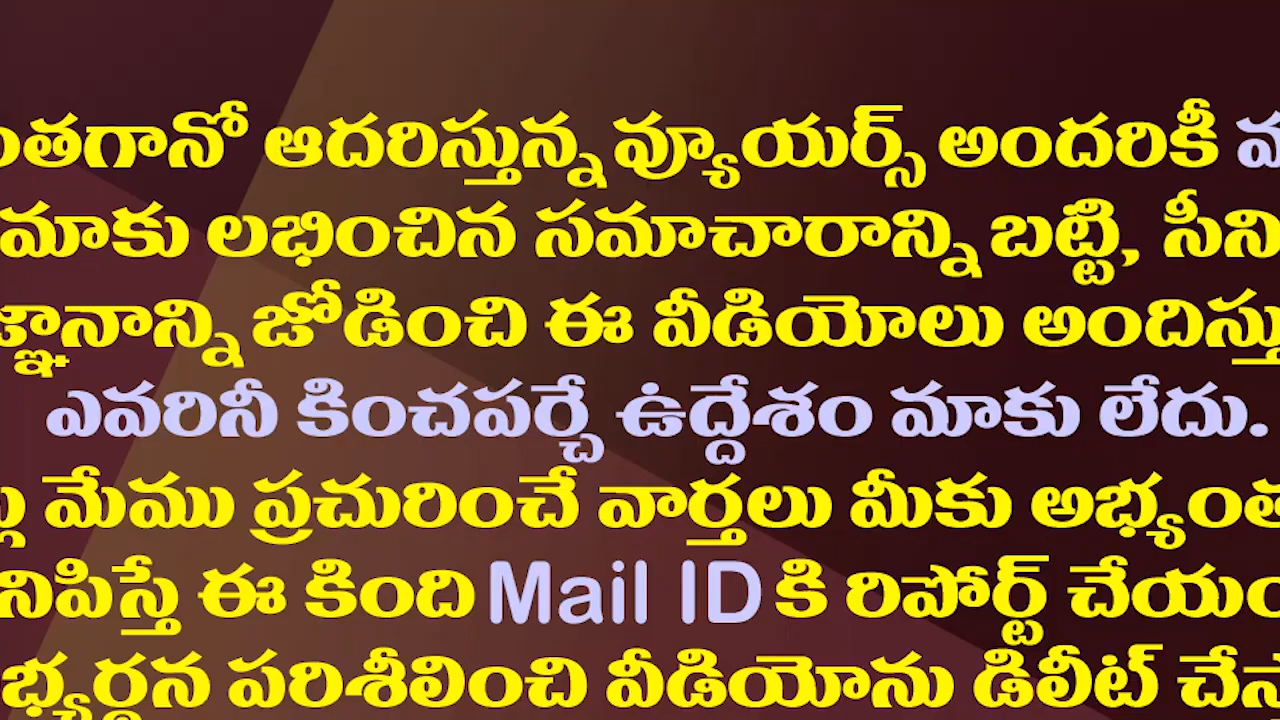 ఆదరిస్తున్న వ్యూయర్స్ అందరికీ
మాకు లభించిన సమాచారాన్ని బట్టి,
జోడించి ఈ వీడియోలు
ఎవరినీ కించపర్చే ఉద్దేశం మాకు లేదు.
మేము ప్రచురించే వార్తలు మీకు
ఈ కింది Mail ID కి రిపోర్ట్
పరిశీలించి వీడియోను డిలీట్